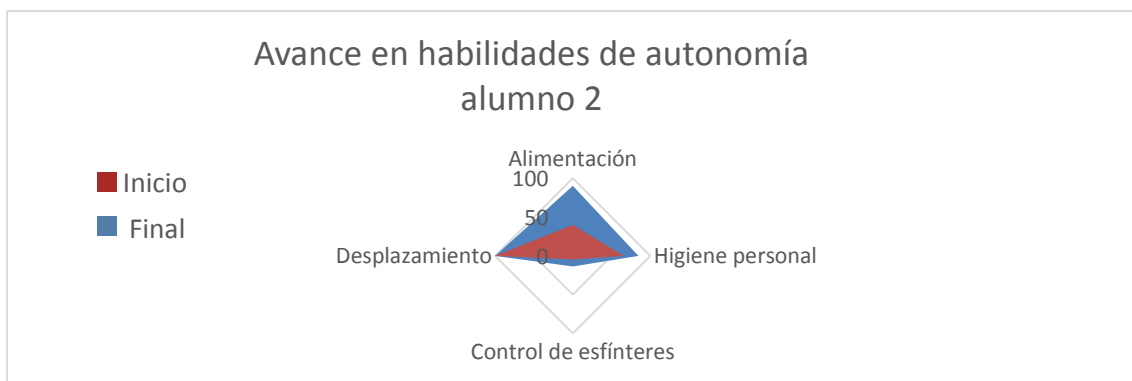 Avance en habilidades de autonomía
alumno 2
Inicio
Final
Alimentación
100
50
0
Desplazamiento
Higiene personal
Control de esfínteres